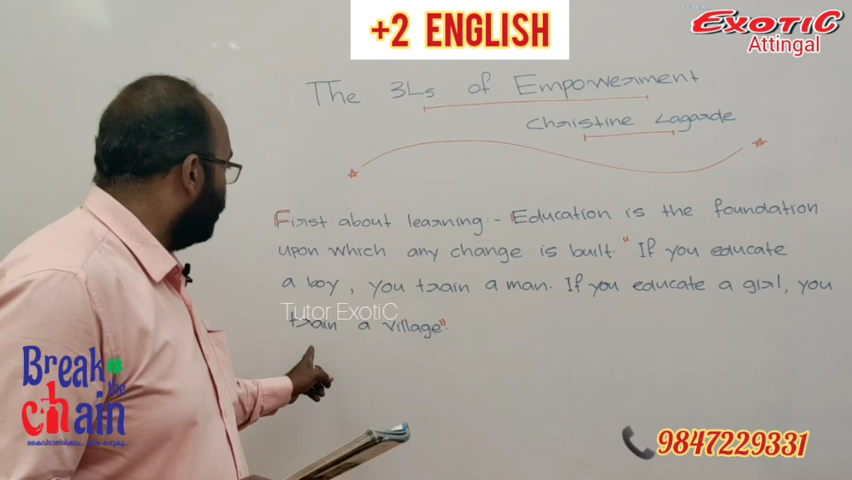 +2 ENGLISH
EXOTIC
Attingal
The 3Ls of Empowerment
Christine Lagarde
First about learning:- Education is the foundation
upon which any change is built. "If you educate
a boy, you train a man. If you educate a girl, you
train a village".
Tutor ExotiC
Break
the
chain
9847229331